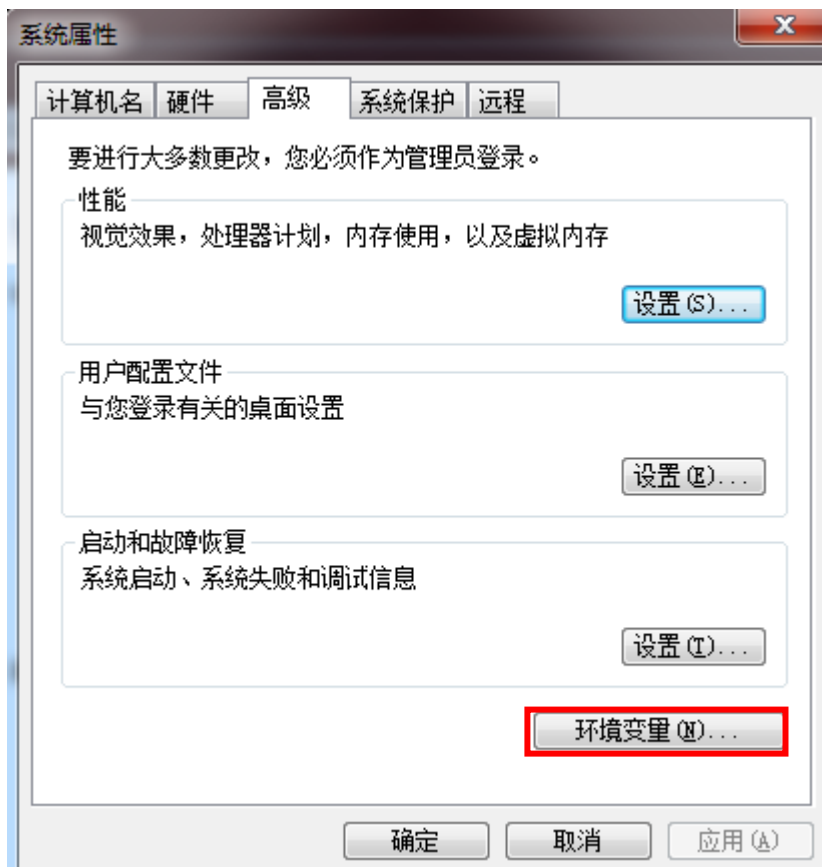 系统属性
计算机名 硬件 高级 系统保护 远程
要进行大多数更改，您必须作为管理员登录。
性能
视觉效果，处理器计划，内存使用，以及虚拟内存
设置(S)...
用户配置文件
与您登录有关的桌面设置
设置(E)...
启动和故障恢复
系统启动、系统失败和调试信息
设置(T)...
环境变量(N)...
确定 取消 应用(A)